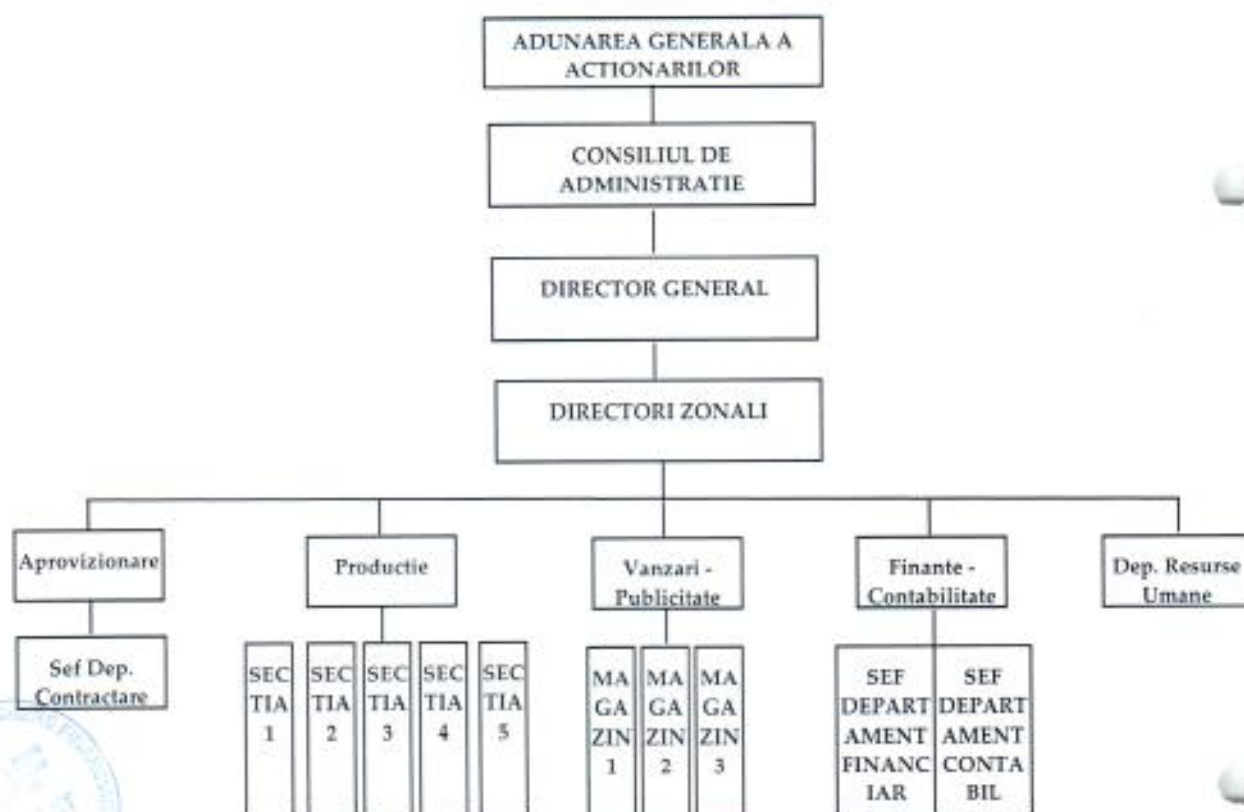 ADUNAREA GENERALA A
ACTIONARILOR
CONSILIUL DE
ADMINISTRATIE
DIRECTOR GENERAL
DIRECTORI ZONALI
Aprovizionare
Productie
Vanzari -
Publicitate
Finante -
Contabilitate
Dep. Resurse
Umane
Sef Dep.
Contractare
SEC
TIA
1
SEC
TIA
2
SEC
TIA
3
SEC
TIA
4
SEC
TIA
5
MA
GA
ZIN
1
MA
GA
ZIN
2
MA
GA
ZIN
3
SEF
DEPART
AMENT
FINANC
IAR
SEF
DEPART
AMENT
CONTA
BIL